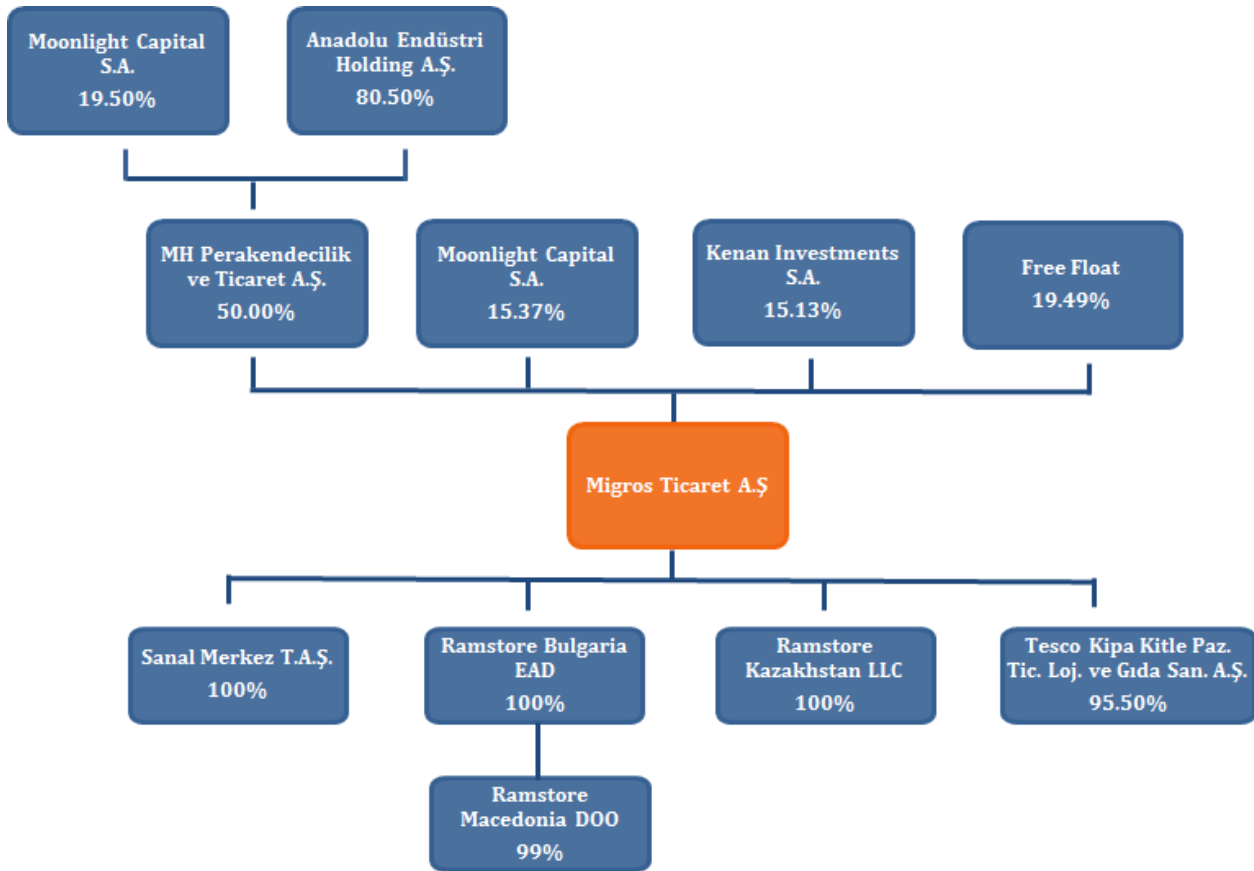 Moonlight Capital
S.A.
19.50%
Anadolu Endüstri
Holding A.Ş.
80.50%
MH Perakendecilik
ve Ticaret A.Ş.
50.00%
Moonlight Capital
S.A.
15.37%
Kenan Investments
S.A.
15.13%
Free Float
19.49%
Migros Ticaret A.Ş
Sanal Merkez T.A.Ş.
100%
Ramstore Bulgaria
EAD
100%
Ramstore
Kazakhstan LLC
100%
Tesco Kipa Kitle Paz.
Tic. Loj. ve Gıda San. A.Ş.
95.50%
Ramstore
Macedonia DOO
99%